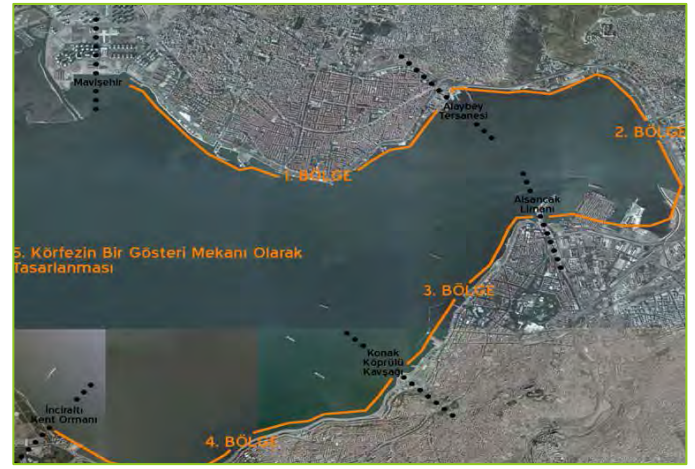 Mavişehir
Alaybey
Tersanesi
2. BÖLGE
1. BÖLGE
Alsancak
Limanı
5. Körfezin Bir Gösteri Mekanı Olarak
Tasarlanması
3. BÖLGE
Konak
Köprülü
Kavşağı
İnciraltı
Kent Ormanı
4. BÖLGE